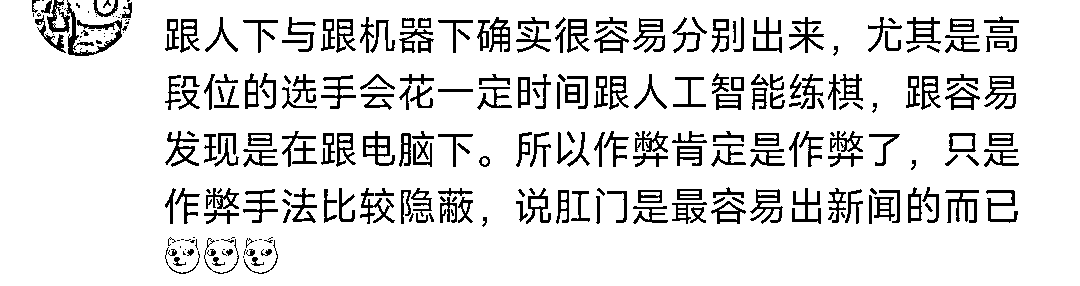 跟人下与跟机器下确实很容易分别出来，尤其是高
段位的选手会花一定时间跟人工智能练棋，跟容易
发现是在跟电脑下。所以作弊肯定是作弊了，只是
作弊手法比较隐蔽，说肛门是最容易出新闻的而已